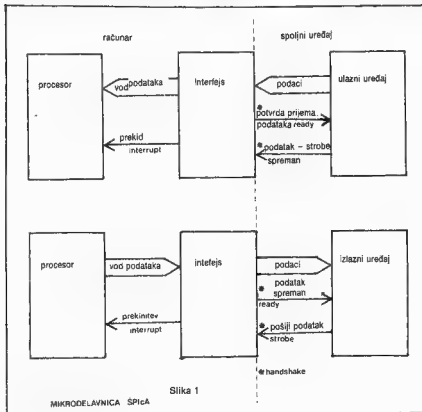 računar
spoljni uređaj
procesor
vod podataka
interfejs
podaci
ulazni uređaj
* potvrda prijema
podataka ready
prekid
interrupt
* podatak – strobe
spreman
procesor
vod podataka
intefejs
podaci
izlazni uređaj
podatak
* spreman
ready
prekinitev
interrupt
* pošiji podatak
strobe
Slika 1
* handshake
MIKRODELAVNICA ŠPIcA